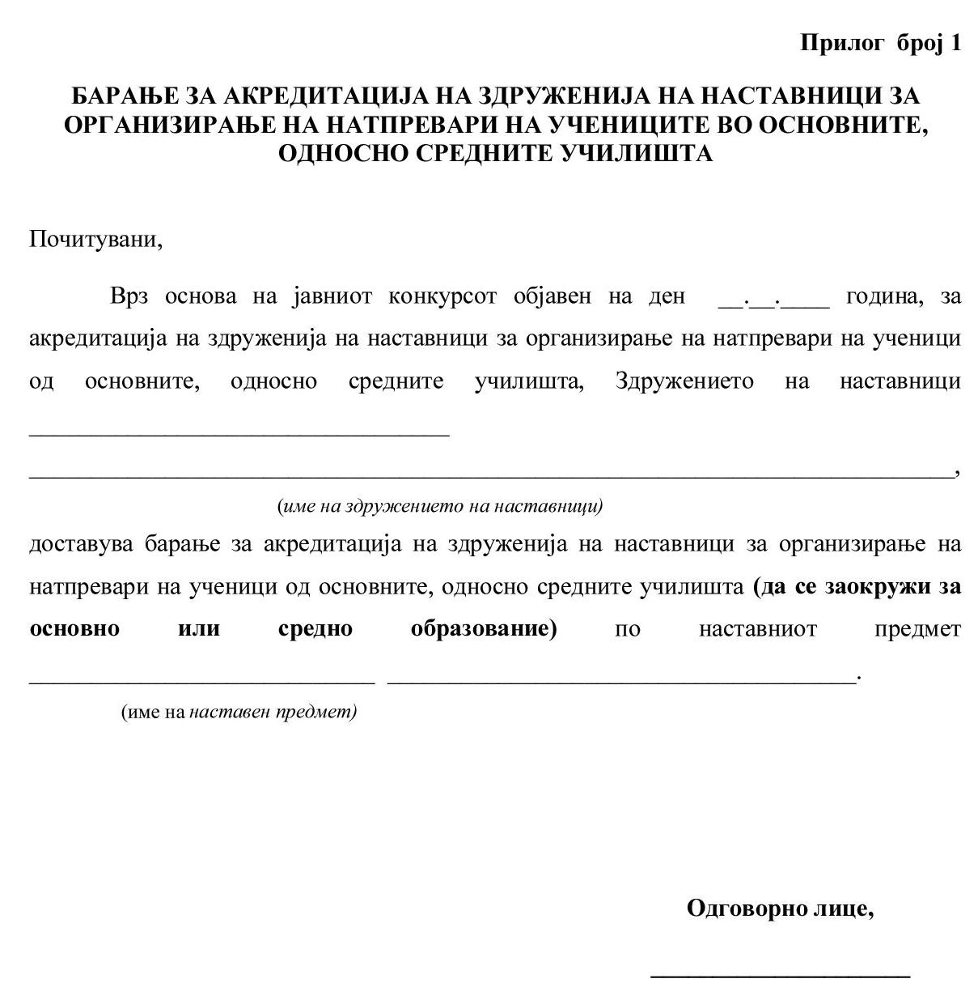 Прилог број 1
БАРАЊЕ ЗА АКРЕДИТАЦИЈА НА ЗДРУЖЕНИЈА НА НАСТАВНИЦИ ЗА
ОРГАНИЗИРАЊЕ НА НАТПРЕВАРИ НА УЧЕНИЦИТЕ ВО ОСНОВНИТЕ,
ОДНОСНО СРЕДНИТЕ УЧИЛИШТА
Почитувани,
Врз основа на јавниот конкурсот објавен на ден __.__.____ година, за
акредитација на здруженија на наставници за организирање на натпревари на ученици
од основните, односно средните училишта, Здружението на наставници
__________________________________
___________________________________________________________________________,
(име на здружението на наставници)
доставува барање за акредитација на здруженија на наставници за организирање на
натпревари на ученици од основните, односно средните училишта (да се заокружи за
основно или средно образование) по наставниот предмет
____________________________ ______________________________________.
(име на наставен предмет)
Одговорно лице,
_____________________